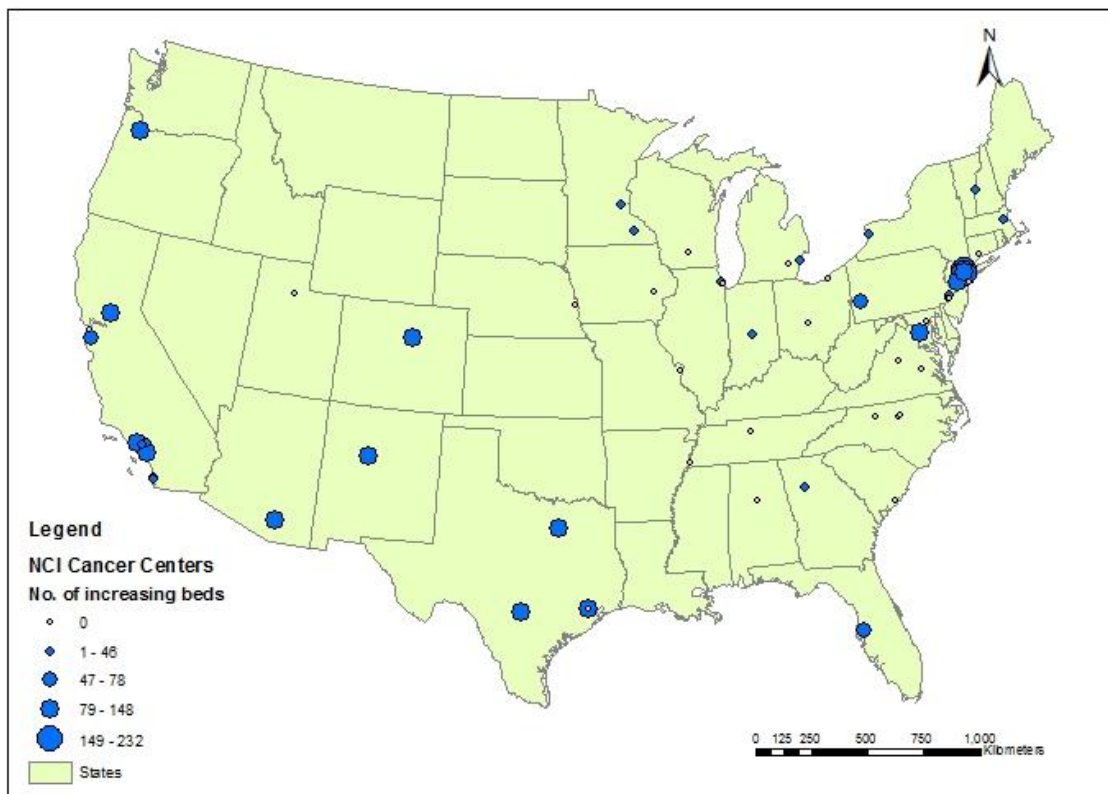 N
Legend
NCI Cancer Centers
No. of increasing beds
0
1 - 46
47 - 78
79 - 148
149 - 232
States
0 125 250 500 750 1,000
Kilometers